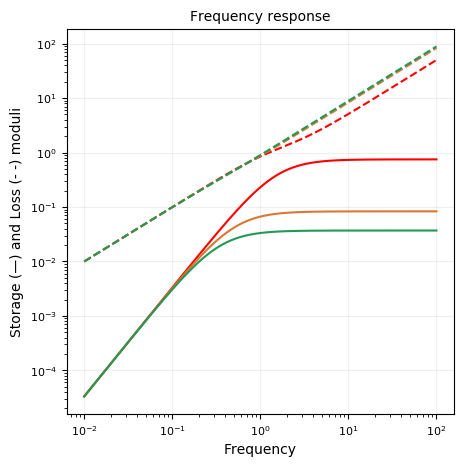 Frequency response
Storage (—) and Loss (- -) moduli
10²
10¹
10⁰
10⁻¹
10⁻²
10⁻³
10⁻⁴
10⁻² 10⁻¹ 10⁰ 10¹ 10²
Frequency